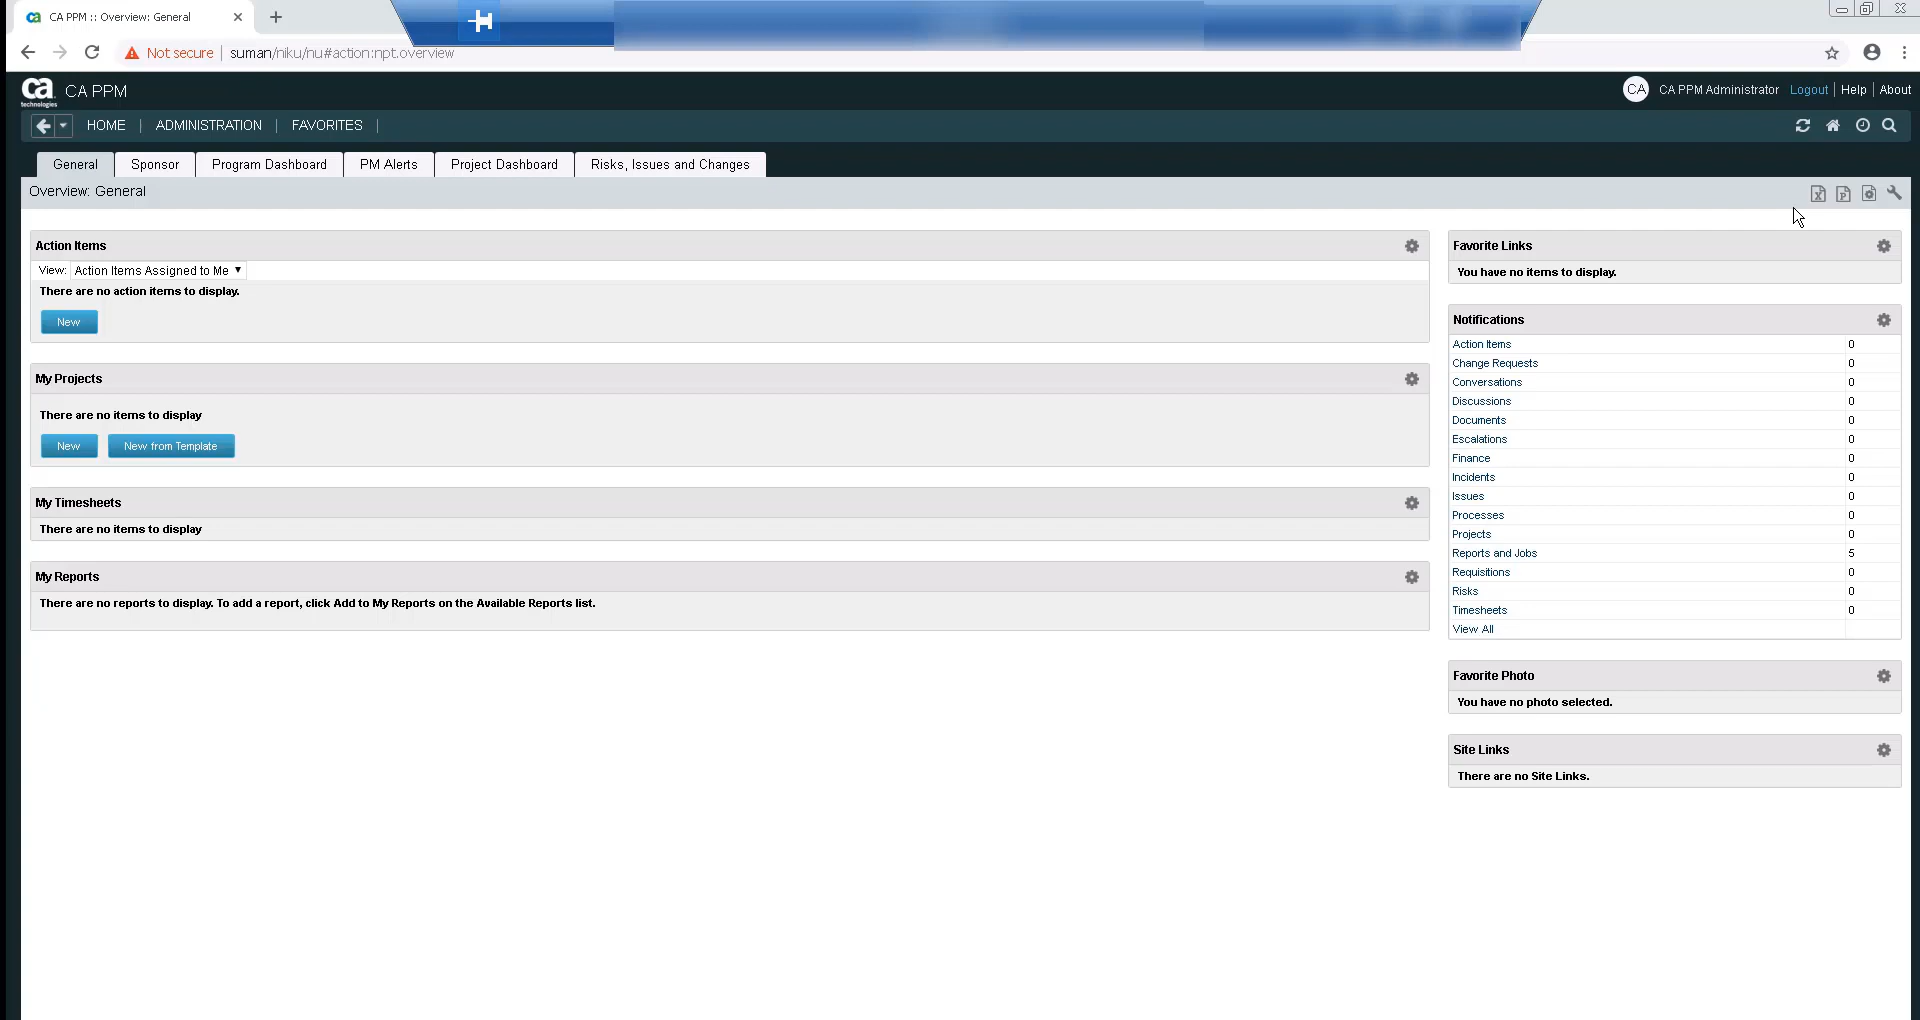 CA PPM :: Overview: General
Not secure | suman/niku/nu#action:npt.overview
ca technologies CA PPM
CA CA PPM Administrator Logout | Help | About
HOME | ADMINISTRATION | FAVORITES |
General Sponsor Program Dashboard PM Alerts Project Dashboard Risks, Issues and Changes
Overview: General
Action Items
View: Action Items Assigned to Me
There are no action items to display.
New
My Projects
There are no items to display
New New from Template
My Timesheets
There are no items to display
My Reports
There are no reports to display. To add a report, click Add to My Reports on the Available Reports list.
Favorite Links
You have no items to display.
Notifications
Action Items 0
Change Requests 0
Conversations 0
Discussions 0
Documents 0
Escalations 0
Finance 0
Incidents 0
Issues 0
Processes 0
Projects 0
Reports and Jobs 5
Requisitions 0
Risks 0
Timesheets 0
View All
Favorite Photo
You have no photo selected.
Site Links
There are no Site Links.